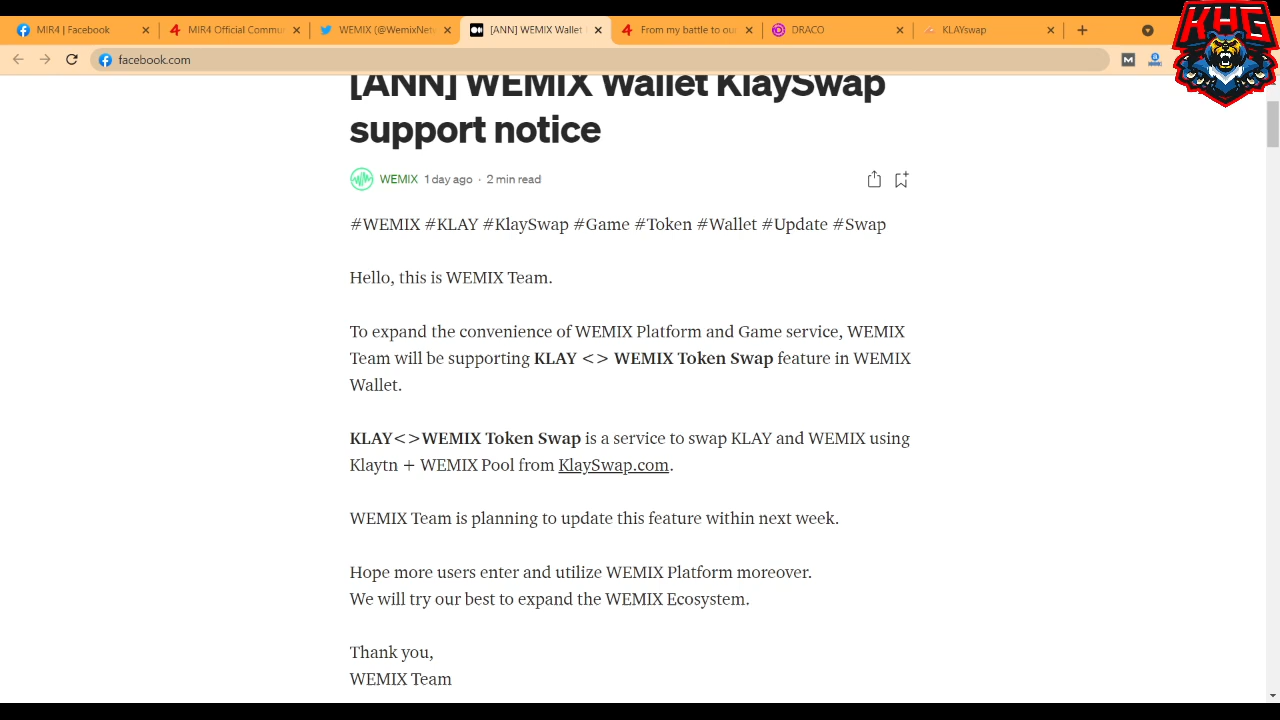 MIR4 | Facebook
MIR4 Official Commu
WEMIX (@WemixNet
[ANN] WEMIX Wallet
From my battle to ou
DRACO
KLAYswap
facebook.com
KHG
[ANN] WEMIX Wallet KlaySwap
support notice
WEMIX 1 day ago · 2 min read
#WEMIX #KLAY #KlaySwap #Game #Token #Wallet #Update #Swap
Hello, this is WEMIX Team.
To expand the convenience of WEMIX Platform and Game service, WEMIX
Team will be supporting KLAY <> WEMIX Token Swap feature in WEMIX
Wallet.
KLAY<>WEMIX Token Swap is a service to swap KLAY and WEMIX using
Klaytn + WEMIX Pool from KlaySwap.com.
WEMIX Team is planning to update this feature within next week.
Hope more users enter and utilize WEMIX Platform moreover.
We will try our best to expand the WEMIX Ecosystem.
Thank you,
WEMIX Team